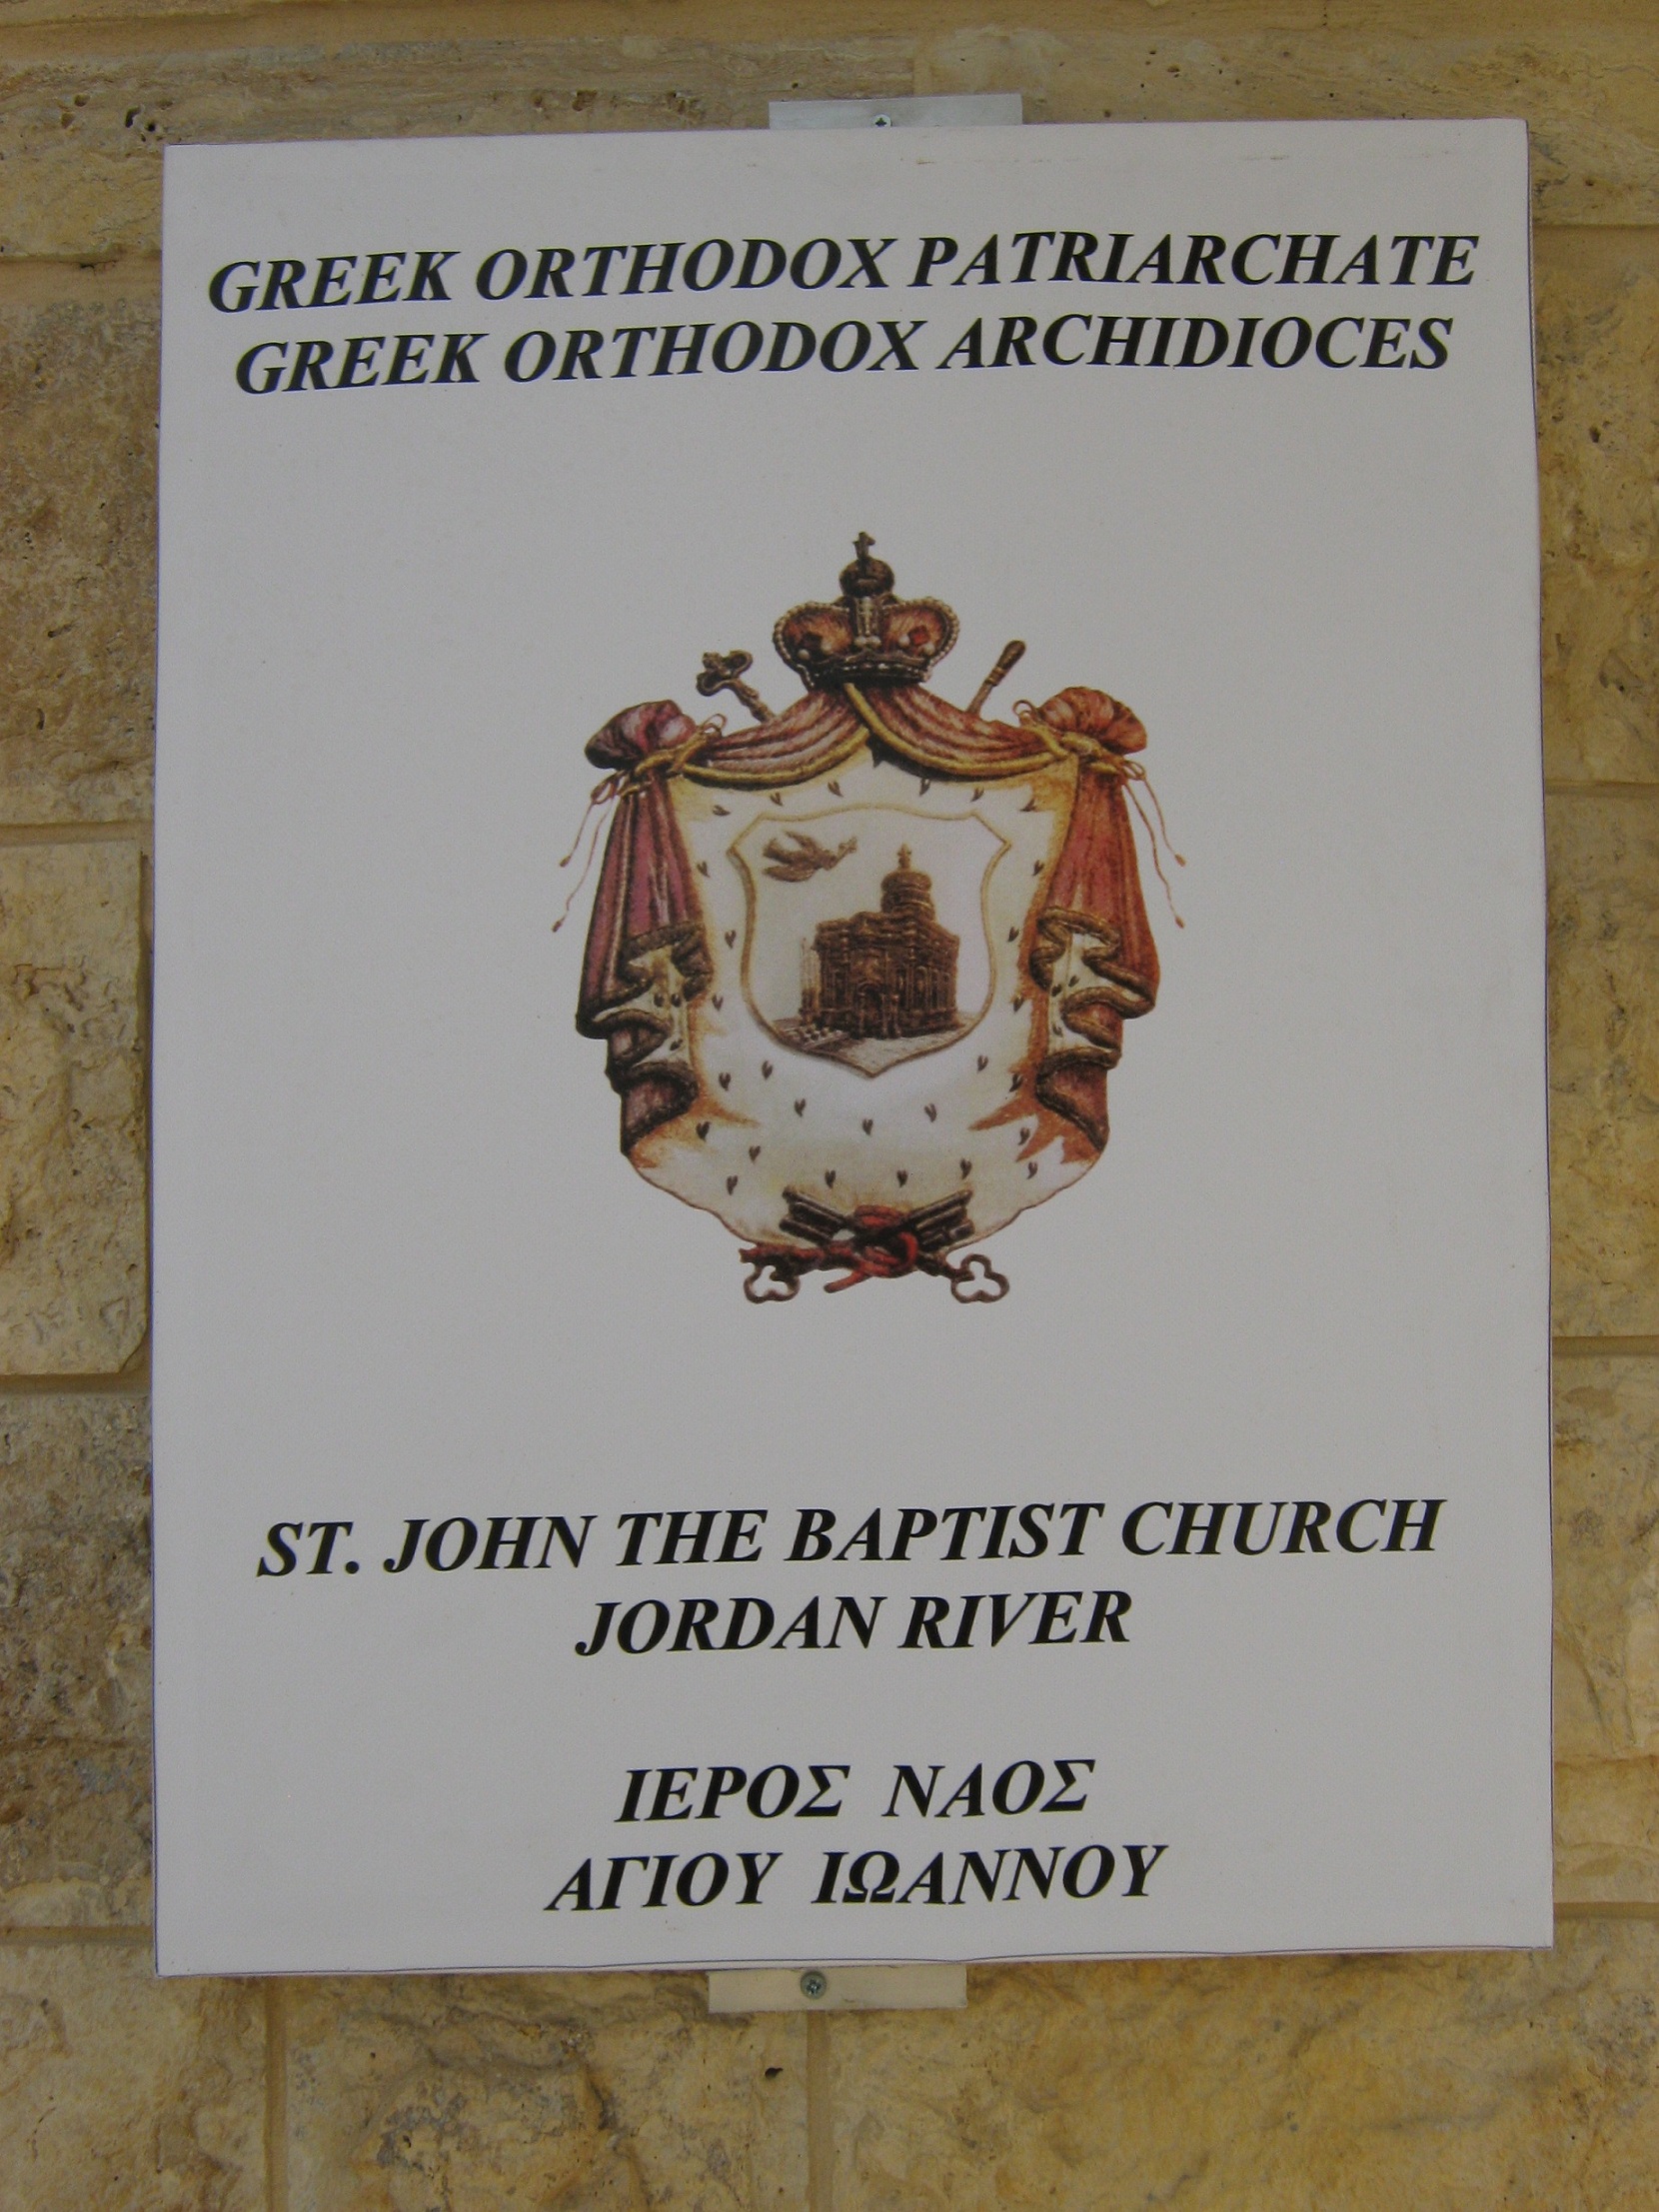 GREEK ORTHODOX PATRIARCHATE
GREEK ORTHODOX ARCHIDIOCES
ST. JOHN THE BAPTIST CHURCH
JORDAN RIVER
ΙΕΡΟΣ ΝΑΟΣ
ΑΓΙΟΥ ΙΩΑΝΝΟΥ